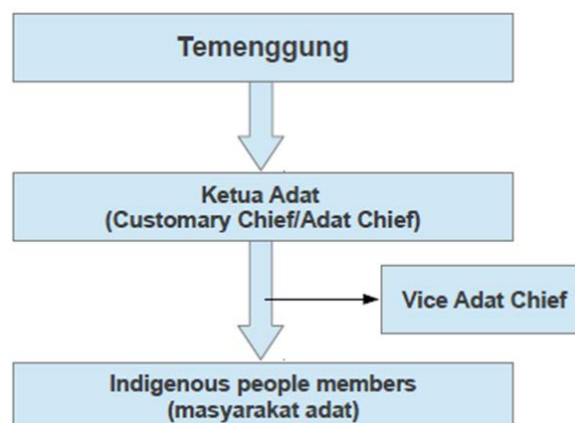 Temenggung
Ketua Adat
(Customary Chief/Adat Chief)
Vice Adat Chief
Indigenous people members
(masyarakat adat)